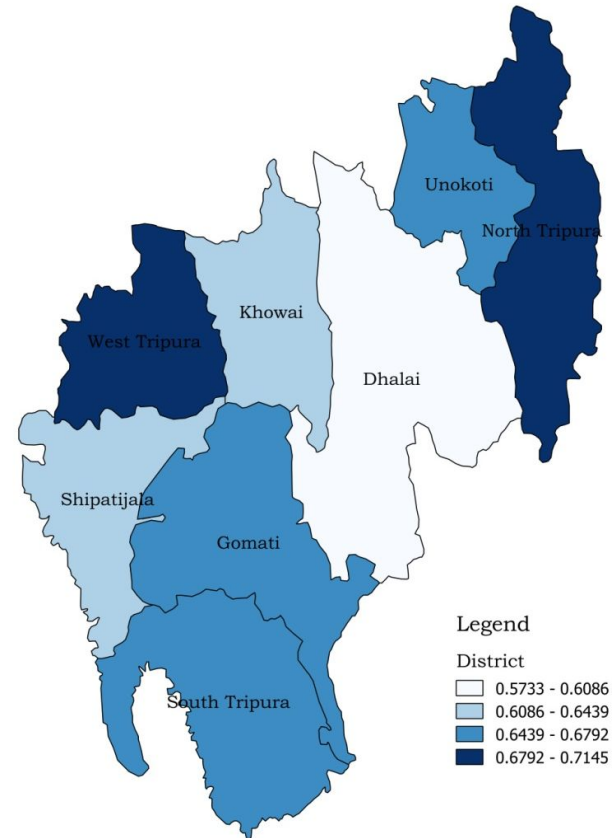 Unokoti
North Tripura
Khowai
West Tripura
Dhalai
Shipatijala
Gomati
South Tripura
Legend
District
0.5733 - 0.6086
0.6086 - 0.6439
0.6439 - 0.6792
0.6792 - 0.7145